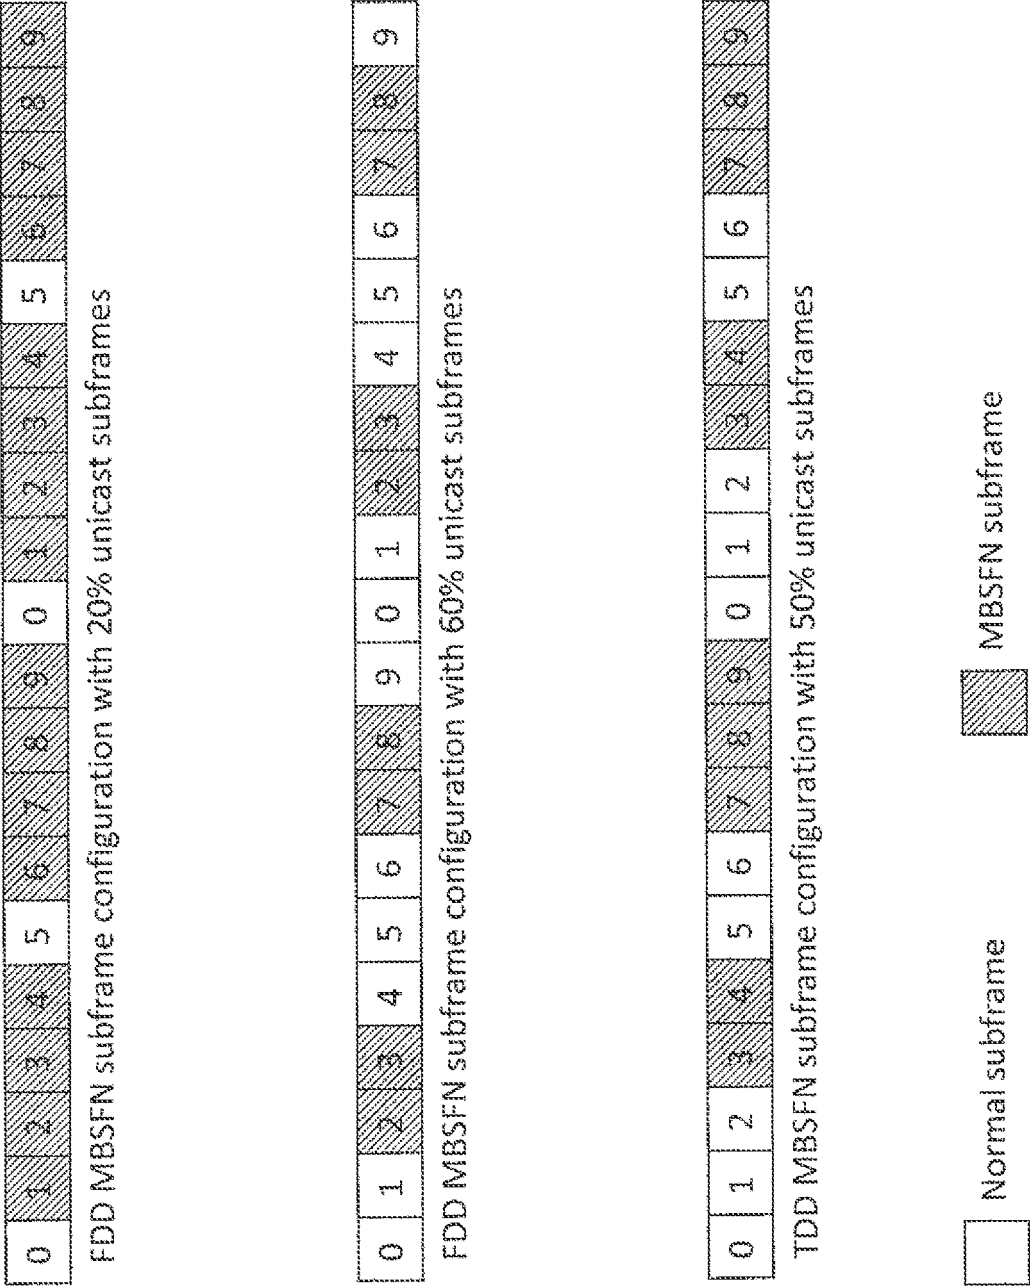 0 1 2 3 4 5 6 7 8 9 0 1 2 3 4 5 6 7 8 9
FDD MBSFN subframe configuration with 20% unicast subframes
0 1 2 3 4 5 6 7 8 9 0 1 2 3 4 5 6 7 8 9
FDD MBSFN subframe configuration with 60% unicast subframes
0 1 2 3 4 5 6 7 8 9 0 1 2 3 4 5 6 7 8 9
TDD MBSFN subframe configuration with 50% unicast subframes
Normal subframe
MBSFN subframe